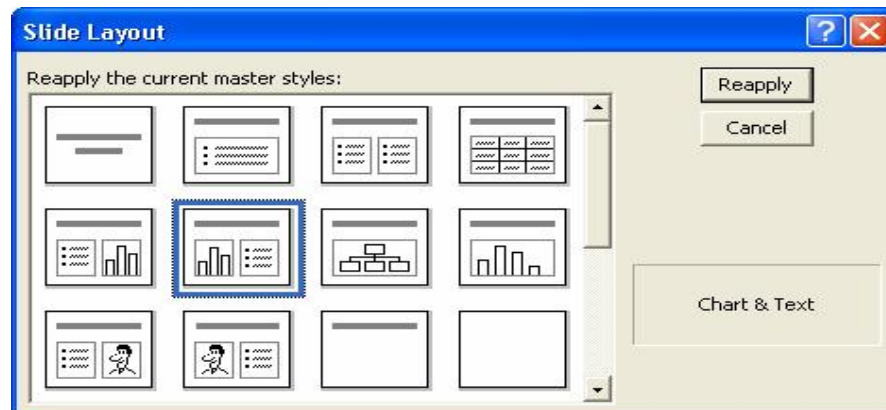 Slide Layout
Reapply the current master styles:
Reapply
Cancel
Chart & Text